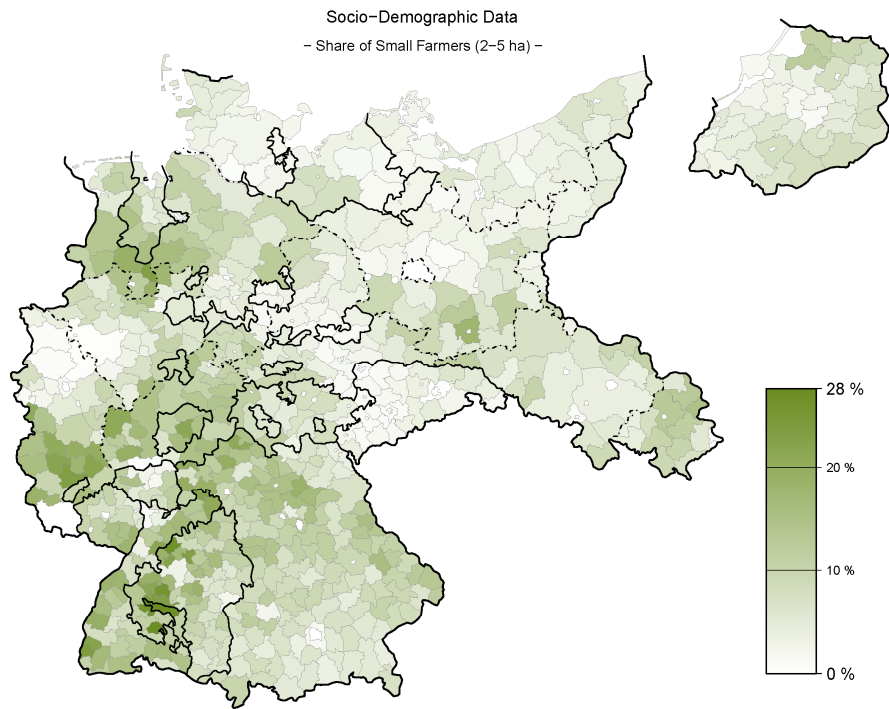 Socio−Demographic Data
− Share of Small Farmers (2−5 ha) −
28 %
20 %
10 %
0 %